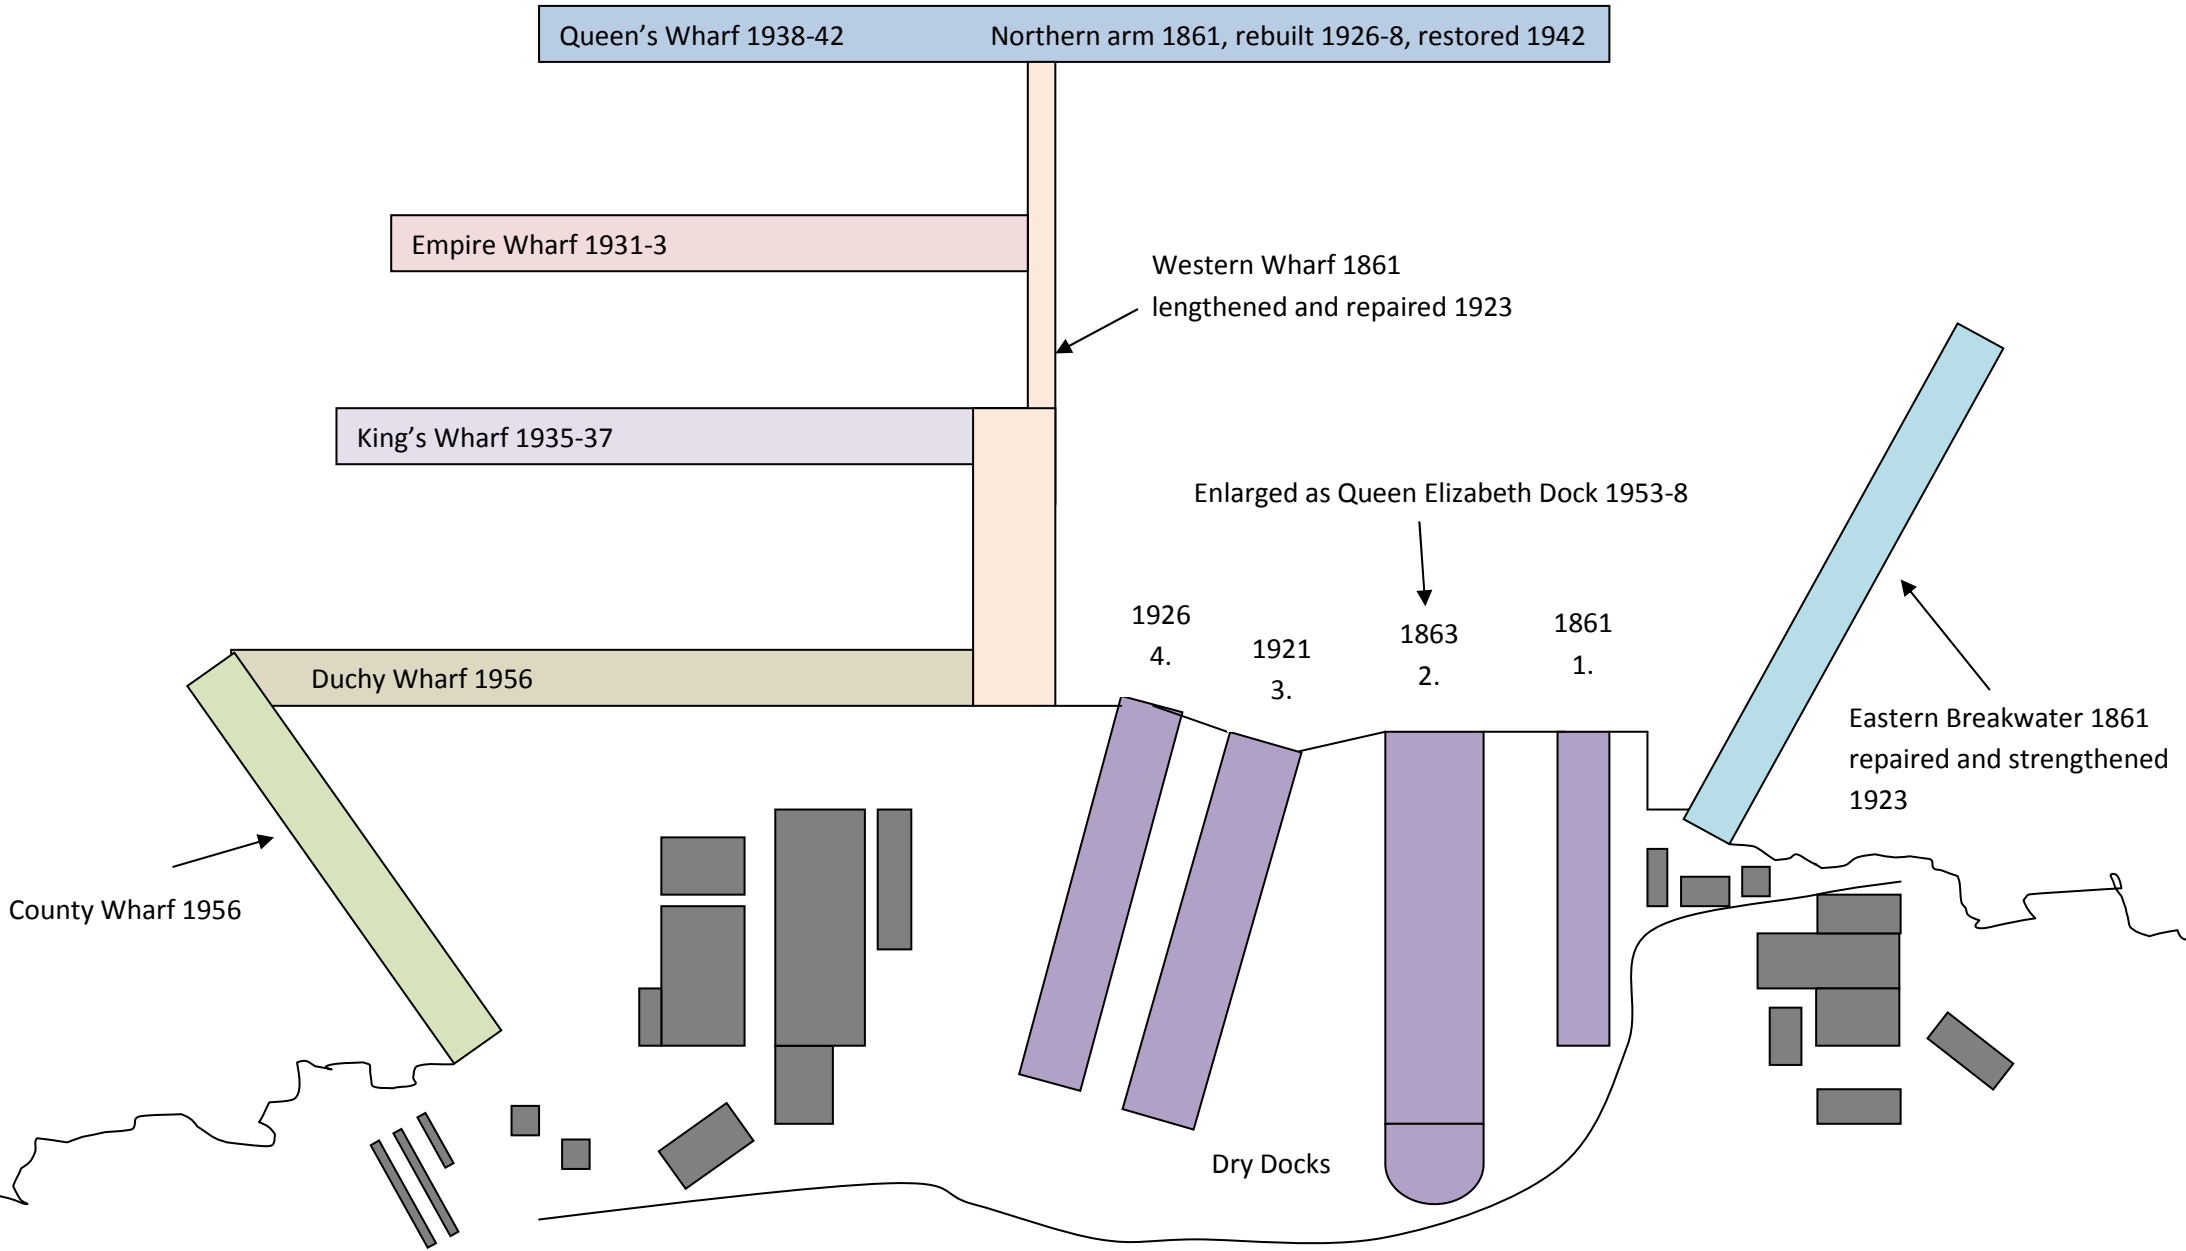 Queen’s Wharf 1938-42
Northern arm 1861, rebuilt 1926-8, restored 1942
Empire Wharf 1931-3
Western Wharf 1861
lengthened and repaired 1923
King’s Wharf 1935-37
Enlarged as Queen Elizabeth Dock 1953-8
1926
4.
1921
3.
1863
2.
1861
1.
Duchy Wharf 1956
Eastern Breakwater 1861
repaired and strengthened
1923
County Wharf 1956
Dry Docks